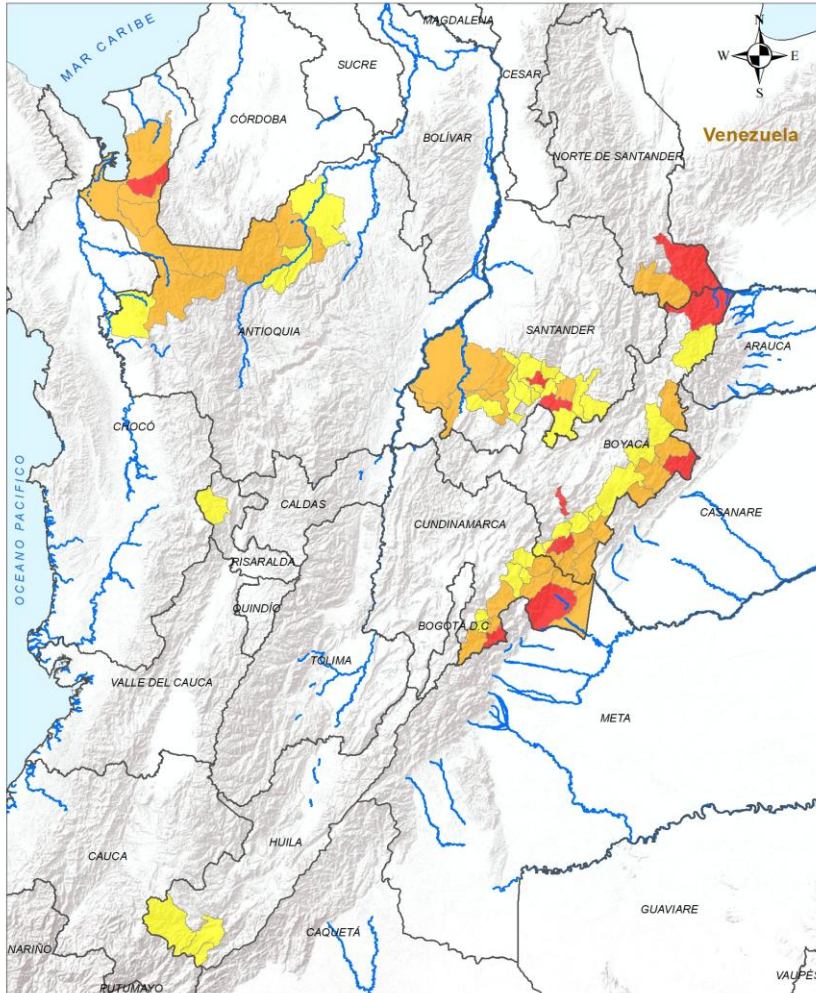 MAGDALENA
MAR CARIBE
N
W E
S
SUCRE
CESAR
CÓRDOBA
BOLÍVAR
Venezuela
NORTE DE SANTANDER
ANTIOQUIA
SANTANDER
ARAUCA
CHOCÓ
BOYACÁ
OCEANO PACIFICO
CALDAS
CUNDINAMARCA
CASANARE
RISARALDA
QUINDÍO
BOGOTÁ D.C
TOLIMA
VALLE DEL CAUCA
META
HUILA
CAUCA
GUAVIARE
NARIÑO
CAQUETÁ
PUTUMAYO
VAUPÉS